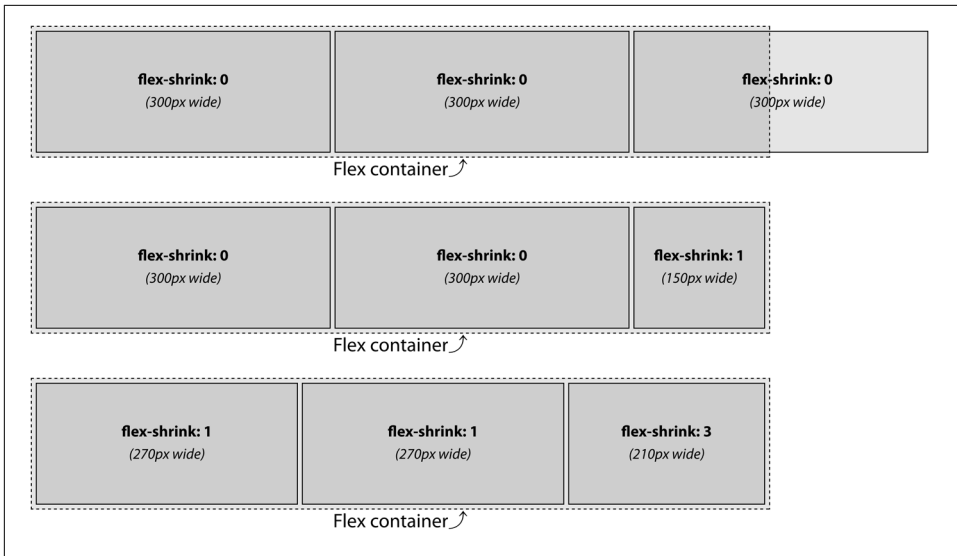 flex-shrink: 0 flex-shrink: 0 flex-shrink: 0
(300px wide) (300px wide) (300px wide)
Flex container
flex-shrink: 0 flex-shrink: 0 flex-shrink: 1
(300px wide) (300px wide) (150px wide)
Flex container
flex-shrink: 1 flex-shrink: 1 flex-shrink: 3
(270px wide) (270px wide) (210px wide)
Flex container